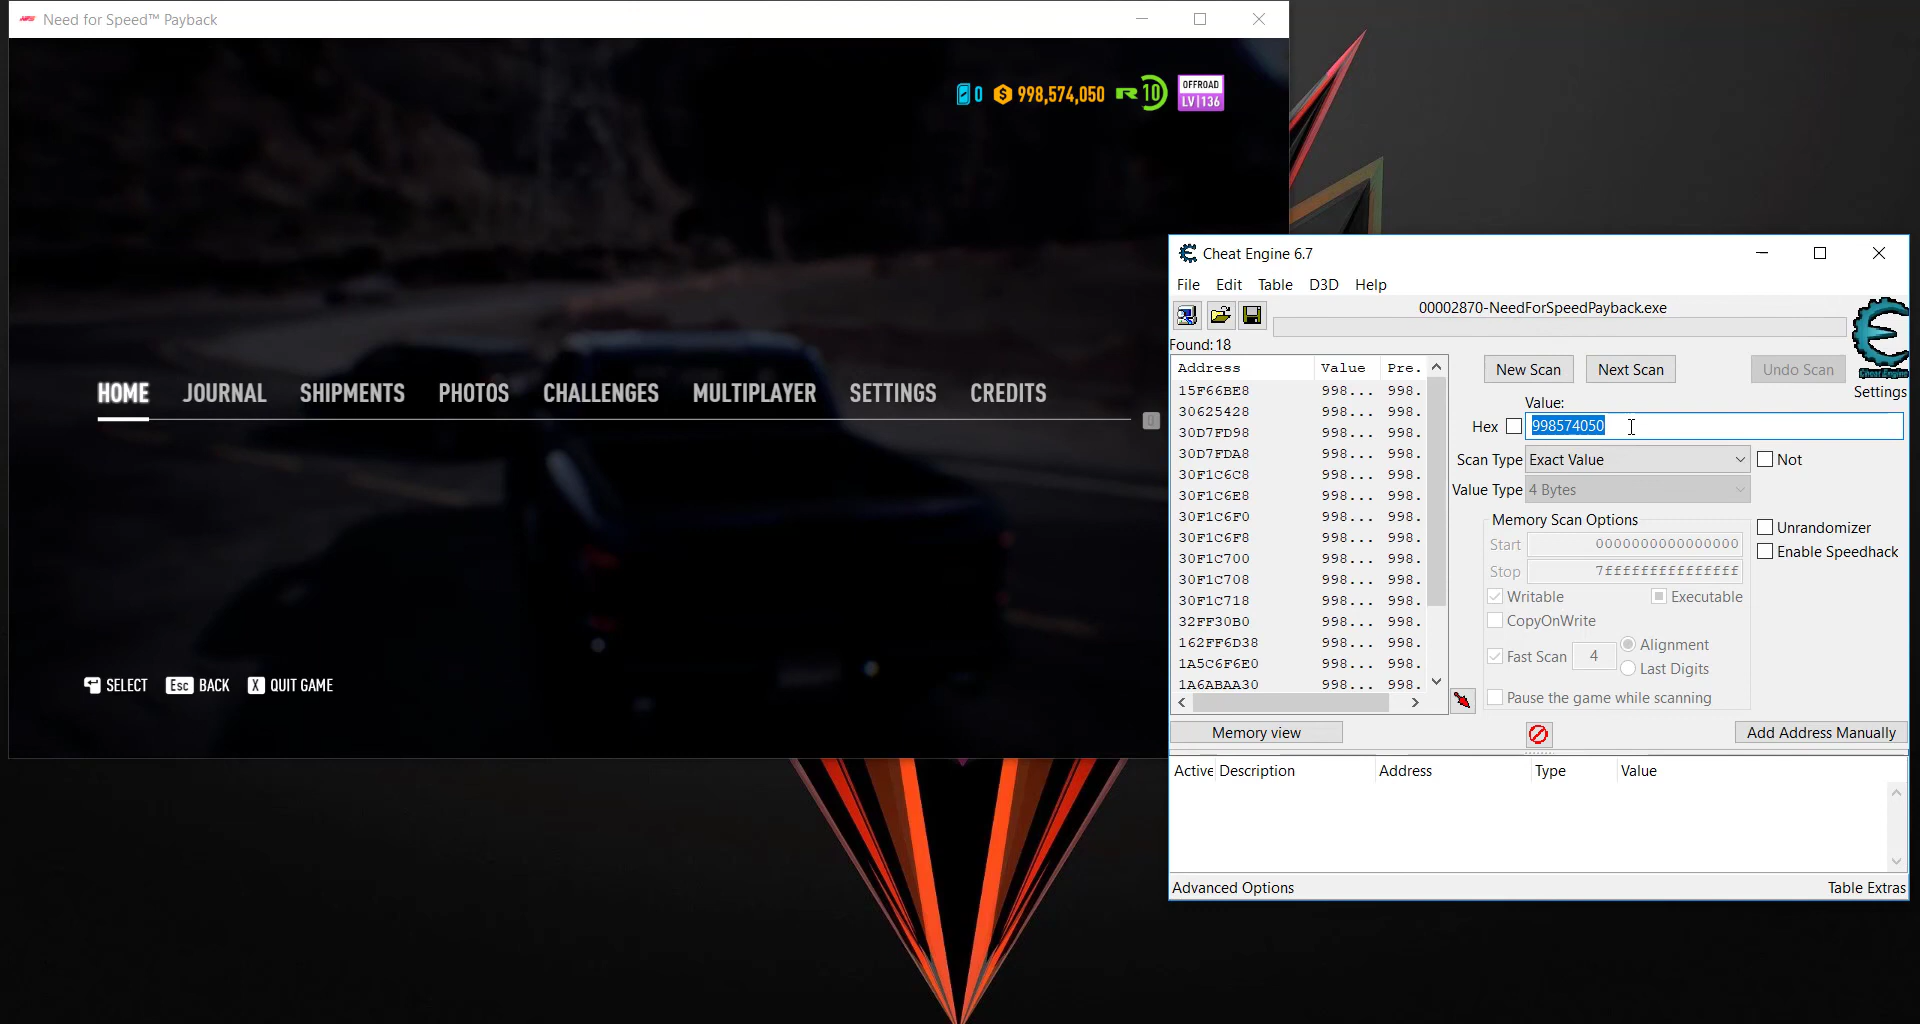 Need for Speed™ Payback
0 998,574,050 R 10 OFFROAD
LV|136
HOME JOURNAL SHIPMENTS PHOTOS CHALLENGES MULTIPLAYER SETTINGS CREDITS
SELECT Esc BACK X QUIT GAME
Cheat Engine 6.7
File Edit Table D3D Help
00002870-NeedForSpeedPayback.exe
Found:18
Cheat Engine
Settings
Address Value Pre.
15F66BE8 998... 998.
30625428 998... 998.
30D7FD98 998... 998.
30D7FDA8 998... 998.
30F1C6C8 998... 998.
30F1C6E8 998... 998.
30F1C6F0 998... 998.
30F1C6F8 998... 998.
30F1C700 998... 998.
30F1C708 998... 998.
30F1C718 998... 998.
32FF30B0 998... 998.
162FF6D38 998... 998.
1A5C6F6E0 998... 998.
1A6ABAA30 998... 998.
New Scan Next Scan Undo Scan
Value:
Hex 998574050
Scan Type Exact Value Not
Value Type 4 Bytes
Memory Scan Options
Start 0000000000000000
Stop 7fffffffffffffff
Writable Executable
CopyOnWrite
Fast Scan 4 Alignment
Last Digits
Pause the game while scanning
Unrandomizer
Enable Speedhack
Memory view Add Address Manually
Active Description Address Type Value
Advanced Options Table Extras